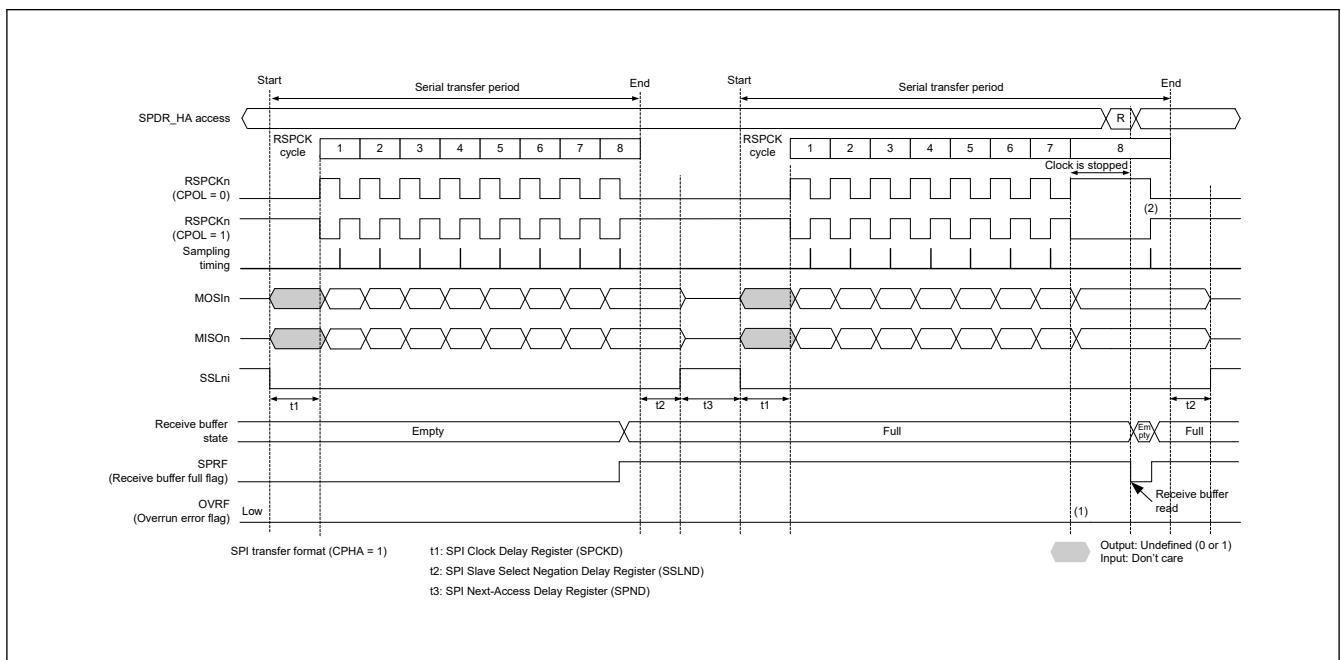 Start
Serial transfer period
End
Start
Serial transfer period
End
SPDR_HA access
R
RSPCK
cycle
1 2 3 4 5 6 7 8
RSPCK
cycle
1 2 3 4 5 6 7 8
Clock is stopped
RSPCKn
(CPOL = 0)
(2)
RSPCKn
(CPOL = 1)
Sampling
timing
MOSIn
MISOn
SSLni
t1
t2
t3
t1
t2
Receive buffer
state
Empty
Full
Em
pty
Full
SPRF
(Receive buffer full flag)
Receive buffer
read
OVRF
(Overrun error flag)
Low
(1)
SPI transfer format (CPHA = 1)
t1: SPI Clock Delay Register (SPCKD)
t2: SPI Slave Select Negation Delay Register (SSLND)
t3: SPI Next-Access Delay Register (SPND)
Output: Undefined (0 or 1)
Input: Don't care